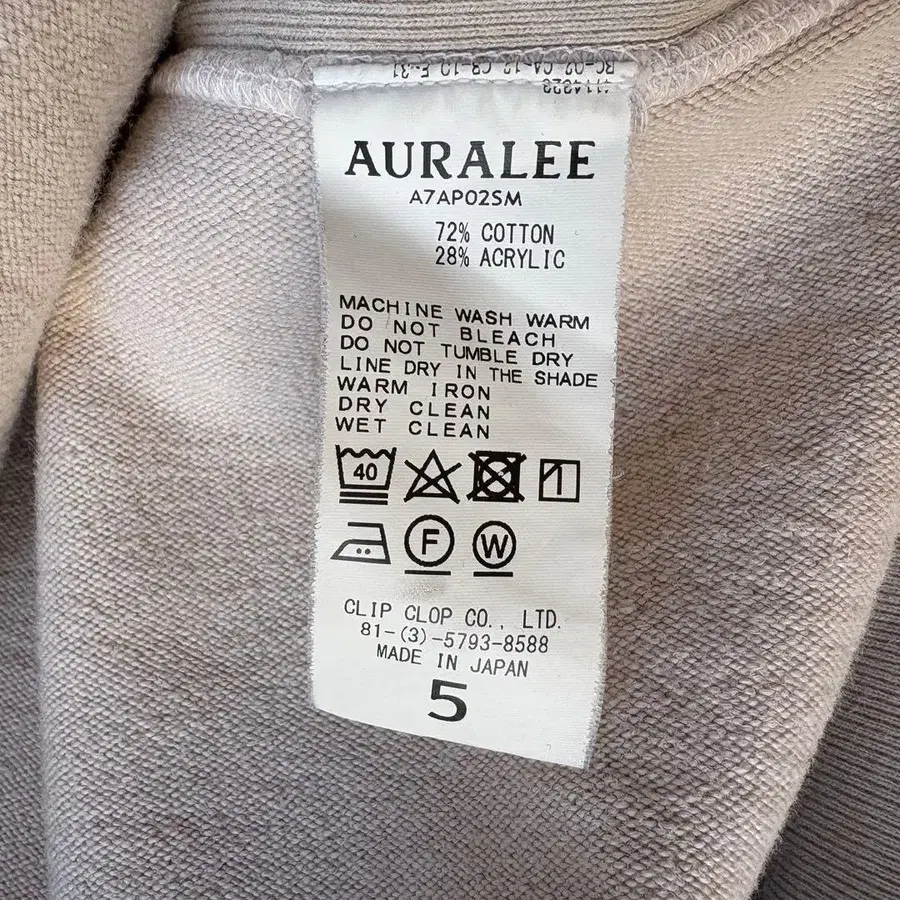 AURALEE
A7AP02SM
72% COTTON
28% ACRYLIC
MACHINE WASH WARM
DO NOT BLEACH
DO NOT TUMBLE DRY
LINE DRY IN THE SHADE
WARM IRON
DRY CLEAN
WET CLEAN
40
F W
CLIP CLOP CO., LTD.
81-(3)-5793-8588
MADE IN JAPAN
5